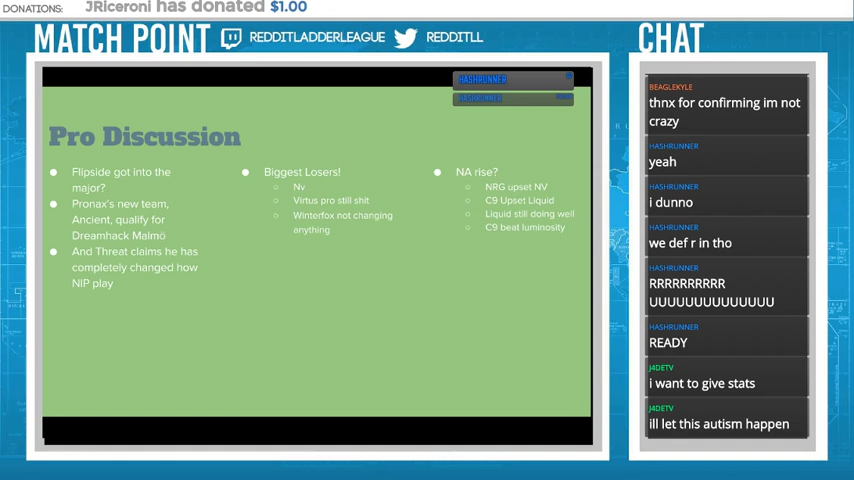 DONATIONS:
JRiceroni has donated $1.00
MATCH POINT
REDDITLADDERLEAGUE
REDDITLL
CHAT
HASHRUNNER
HASHRUNNER
Pro Discussion
Flipside got into the
major?
Pronax's new team,
Ancient, qualify for
Dreamhack Malmö
And Threat claims he has
completely changed how
NIP play
Biggest Losers!
Nv
Virtus pro still shit
Winterfox not changing
anything
NA rise?
NRG upset NV
C9 Upset Liquid
Liquid still doing well
C9 beat luminosity
BEAGLEKYLE
thnx for confirming im not
crazy
HASHRUNNER
yeah
HASHRUNNER
i dunno
HASHRUNNER
we def r in tho
HASHRUNNER
RRRRRRRRRR
UUUUUUUUUUUUUU
HASHRUNNER
READY
J4DETV
i want to give stats
J4DETV
ill let this autism happen